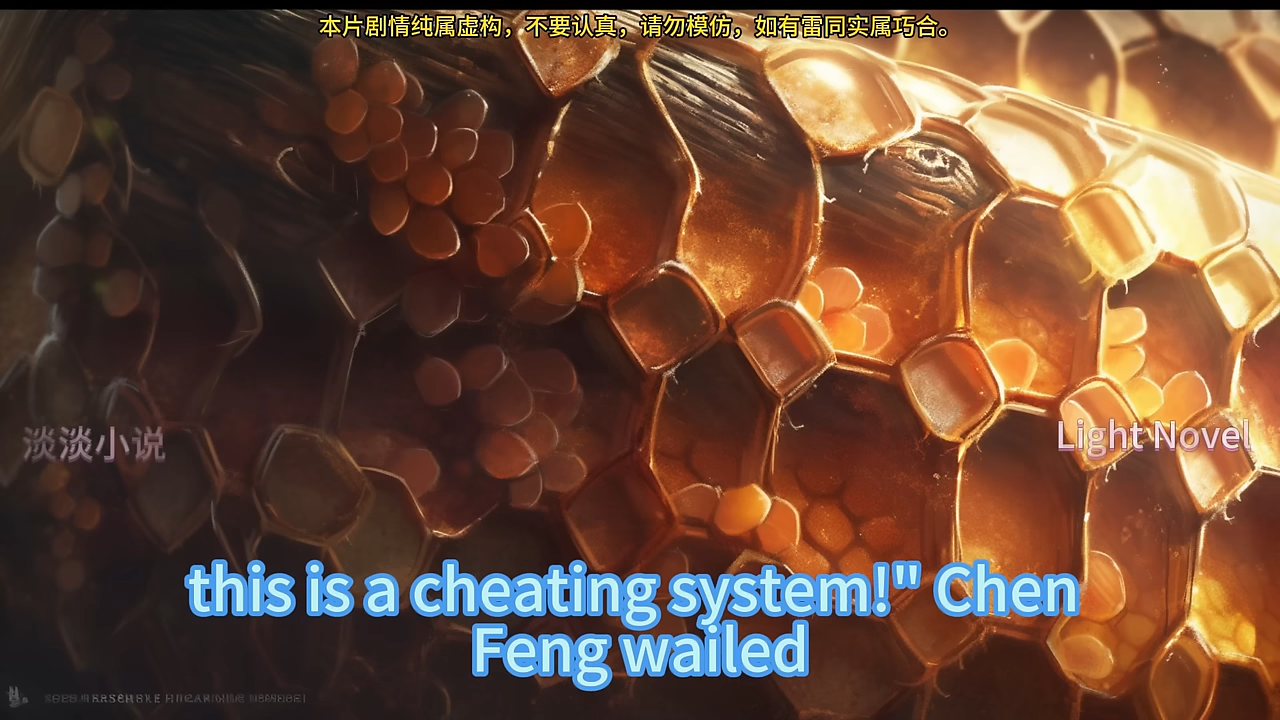 本片剧情纯属虚构，不要认真，请勿模仿，如有雷同实属巧合。
淡淡小说
Light Novel
this is a cheating system!" Chen
Feng wailed